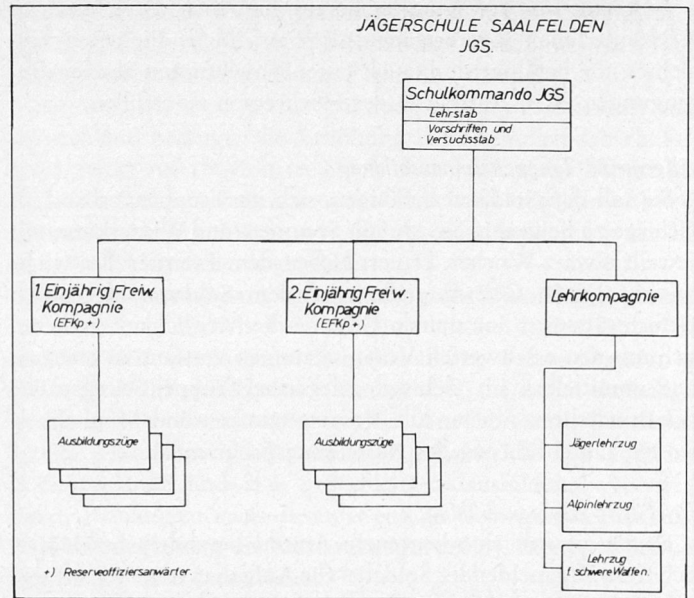 JÄGERSCHULE SAALFELDEN
JGS.
Schulkommando JGS
Lehrstab
Vorschriften und
Versuchsstab
1. Einjährig Freiw.
Kompagnie
(EFKp +)
2. Einjährig Freiw.
Kompagnie
(EFKp +)
Lehrkompagnie
Ausbildungszüge
Ausbildungszüge
Jägerlehrzug
Alpinlehrzug
Lehrzug
f. schwere Waffen.
+) Reserveoffiziersanwärter.